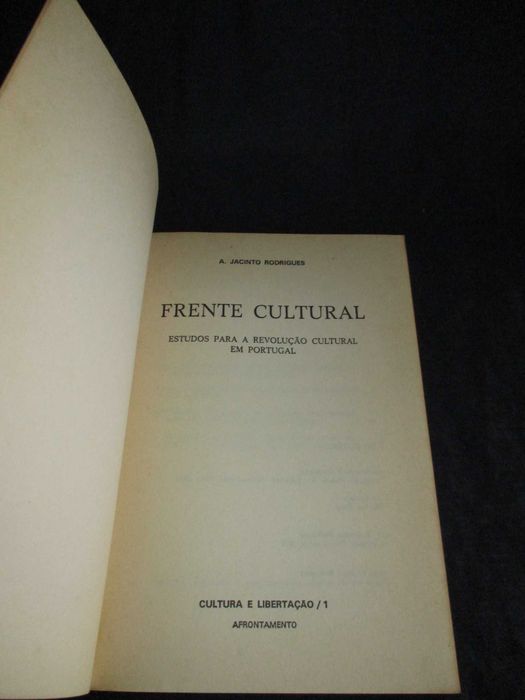 A. JACINTO RODRIGUES
FRENTE CULTURAL
ESTUDOS PARA A REVOLUÇÃO CULTURAL
EM PORTUGAL
CULTURA E LIBERTAÇÃO/1
AFRONTAMENTO